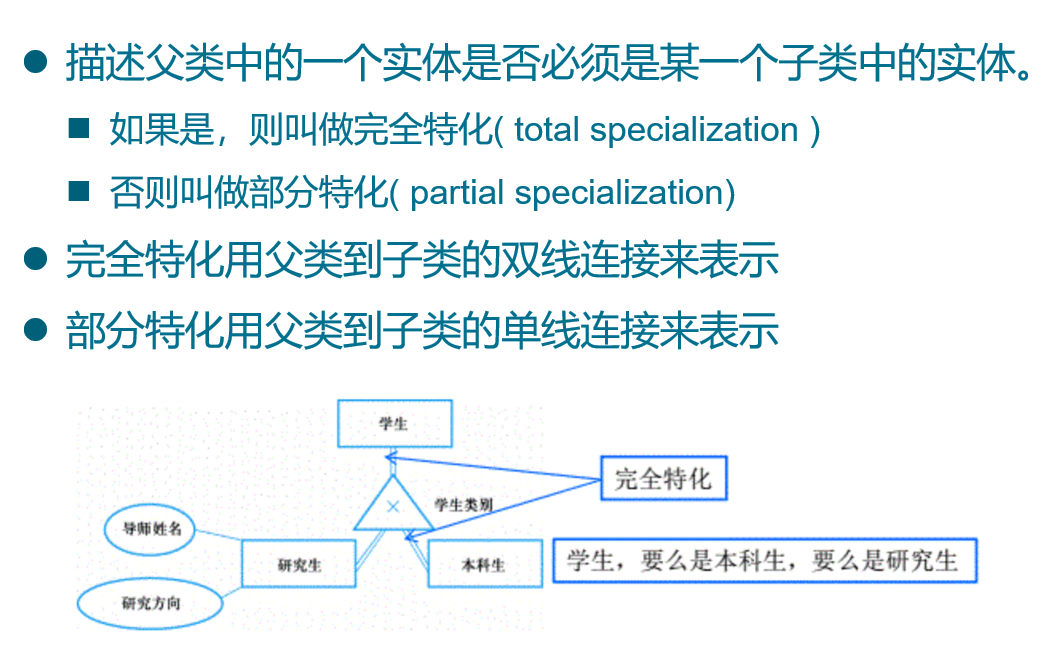 描述父类中的一个实体是否必须是某一个子类中的实体。
如果是，则叫做完全特化( total specialization )
否则叫做部分特化( partial specialization)
完全特化用父类到子类的双线连接来表示
部分特化用父类到子类的单线连接来表示
学生
完全特化
×
学生类别
导师姓名
研究生
本科生
学生，要么是本科生，要么是研究生
研究方向